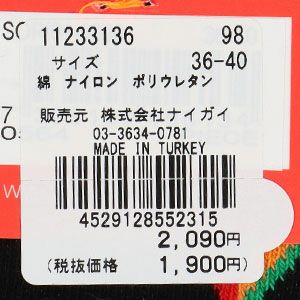 SO
11233136 98
サイズ 36-40
綿 ナイロン ポリウレタン
7 販売元 株式会社ナイガイ
03-3634-0781
MADE IN TURKEY
W
4529128552315
2,090円
(税抜価格 1,900円)